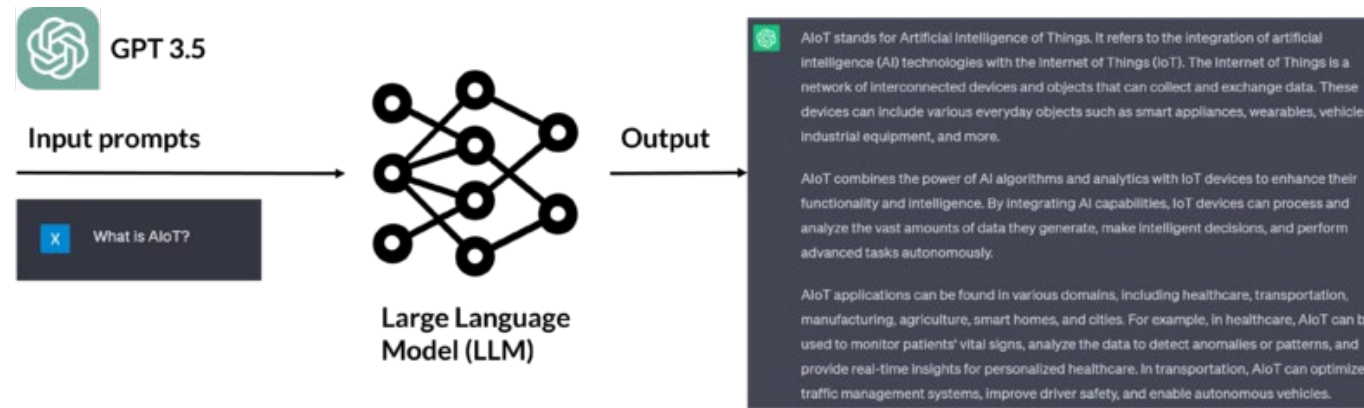 GPT 3.5
Input prompts
X What is AIoT?
Large Language
Model (LLM)
Output
AIoT stands for Artificial Intelligence of Things. It refers to the integration of artificial
intelligence (AI) technologies with the Internet of Things (IoT). The Internet of Things is a
network of interconnected devices and objects that can collect and exchange data. These
devices can include various everyday objects such as smart appliances, wearables, vehicle
industrial equipment, and more.
AIoT combines the power of AI algorithms and analytics with IoT devices to enhance their
functionality and intelligence. By integrating AI capabilities, IoT devices can process and
analyze the vast amounts of data they generate, make intelligent decisions, and perform
advanced tasks autonomously.
AIoT applications can be found in various domains, including healthcare, transportation,
manufacturing, agriculture, smart homes, and cities. For example, in healthcare, AIoT can b
used to monitor patients' vital signs, analyze the data to detect anomalies or patterns, and
provide real-time insights for personalized healthcare. In transportation, AIoT can optimize
traffic management systems, improve driver safety, and enable autonomous vehicles.